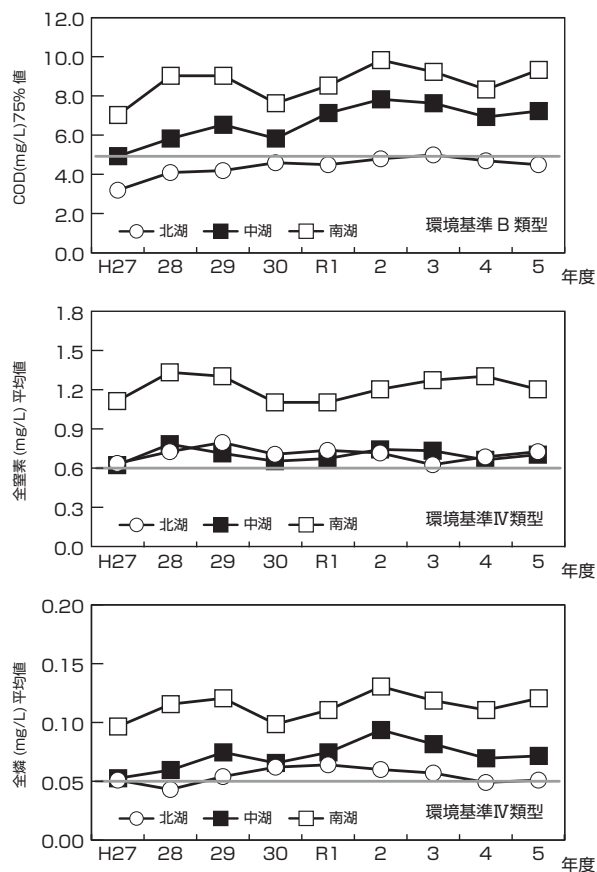 COD(mg/L)75%値
12.0
10.0
8.0
6.0
4.0
2.0
0.0
北湖 中湖 南湖 環境基準B類型
H27 28 29 30 R1 2 3 4 5 年度
全窒素(mg/L)平均値
1.8
1.5
1.2
0.9
0.6
0.3
0.0
北湖 中湖 南湖 環境基準Ⅳ類型
H27 28 29 30 R1 2 3 4 5 年度
全燐(mg/L)平均値
0.20
0.15
0.10
0.05
0.00
北湖 中湖 南湖 環境基準Ⅳ類型
H27 28 29 30 R1 2 3 4 5 年度